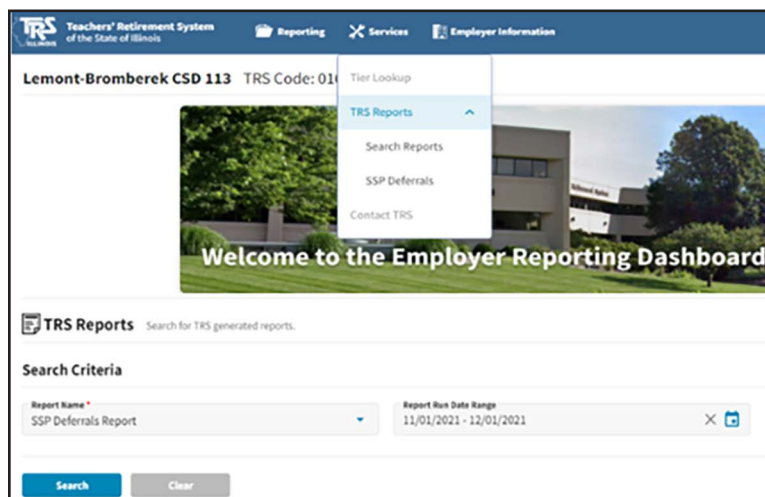 TRS
ILLINOIS
Teachers' Retirement System
of the State of Illinois
Reporting
Services
Employer Information
Lemont-Bromberek CSD 113 TRS Code: 01
Tier Lookup
TRS Reports
Search Reports
SSP Deferrals
Contact TRS
Welcome to the Employer Reporting Dashboard
TRS Reports Search for TRS generated reports.
Search Criteria
Report Name *
SSP Deferrals Report
Report Run Date Range
11/01/2021 - 12/01/2021
Search
Clear